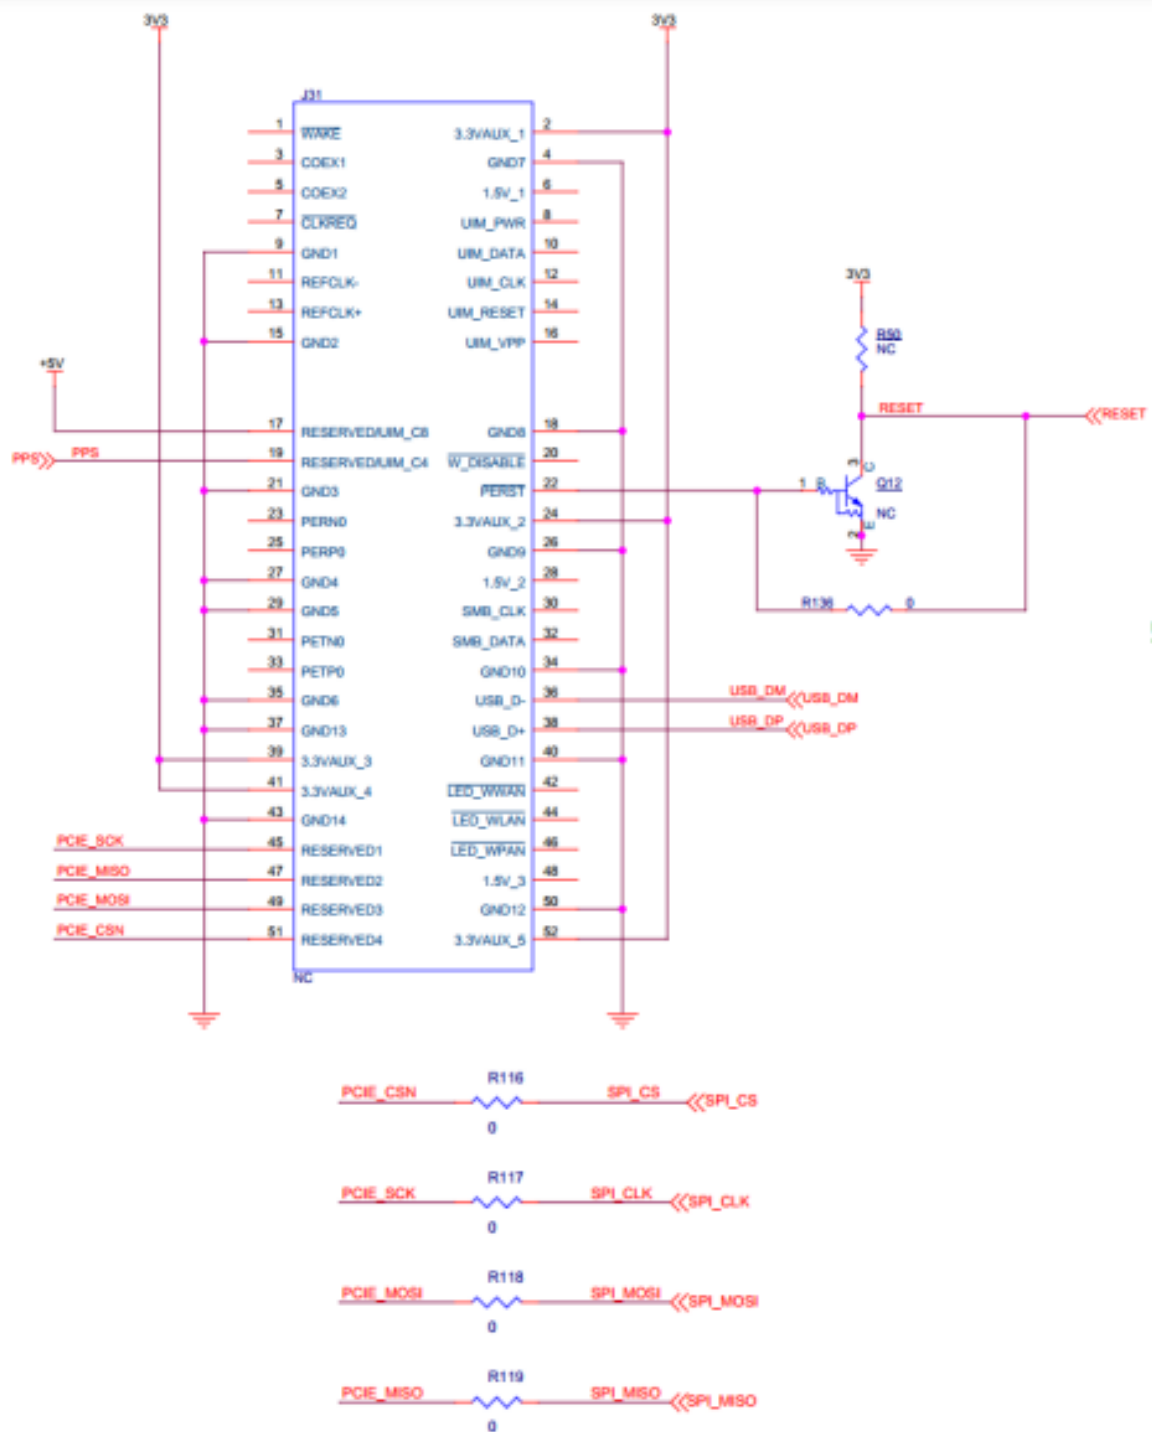 3V3
3V3
J31
1 WAKE 3.3VAUX_1 2
3 COEX1 GND7 4
5 COEX2 1.5V_1 6
7 CLKREQ UIM_PWR 8
9 GND1 UIM_DATA 10
11 REFCLK- UIM_CLK 12
13 REFCLK+ UIM_RESET 14
15 GND2 UIM_VPP 16
+5V
17 RESERVED/UIM_C8 GND8 18
PPS PPS 19 RESERVED/UIM_C4 W_DISABLE 20
21 GND3 PERST 22
23 PERN0 3.3VAUX_2 24
25 PERP0 GND9 26
27 GND4 1.5V_2 28
29 GND5 SMB_CLK 30
31 PETN0 SMB_DATA 32
33 PETP0 GND10 34
35 GND6 USB_D- 36 USB_DM USB_DM
37 GND13 USB_D+ 38 USB_DP USB_DP
39 3.3VAUX_3 GND11 40
41 3.3VAUX_4 LED_WWAN 42
43 GND14 LED_WLAN 44
PCIE_SCK 45 RESERVED1 LED_WPAN 46
PCIE_MISO 47 RESERVED2 1.5V_3 48
PCIE_MOSI 49 RESERVED3 GND12 50
PCIE_CSN 51 RESERVED4 3.3VAUX_5 52
NC
3V3
R50
NC
RESET RESET
3 C
1 B Q12
NC
2 E
R136 0
R116
PCIE_CSN SPI_CS SPI_CS
0
R117
PCIE_SCK SPI_CLK SPI_CLK
0
R118
PCIE_MOSI SPI_MOSI SPI_MOSI
0
R119
PCIE_MISO SPI_MISO SPI_MISO
0